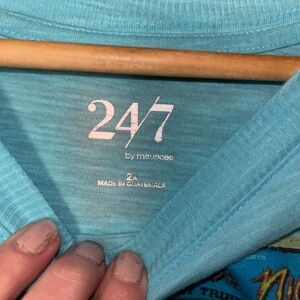 24/7
by maurices
2X
MADE IN GUATEMALA